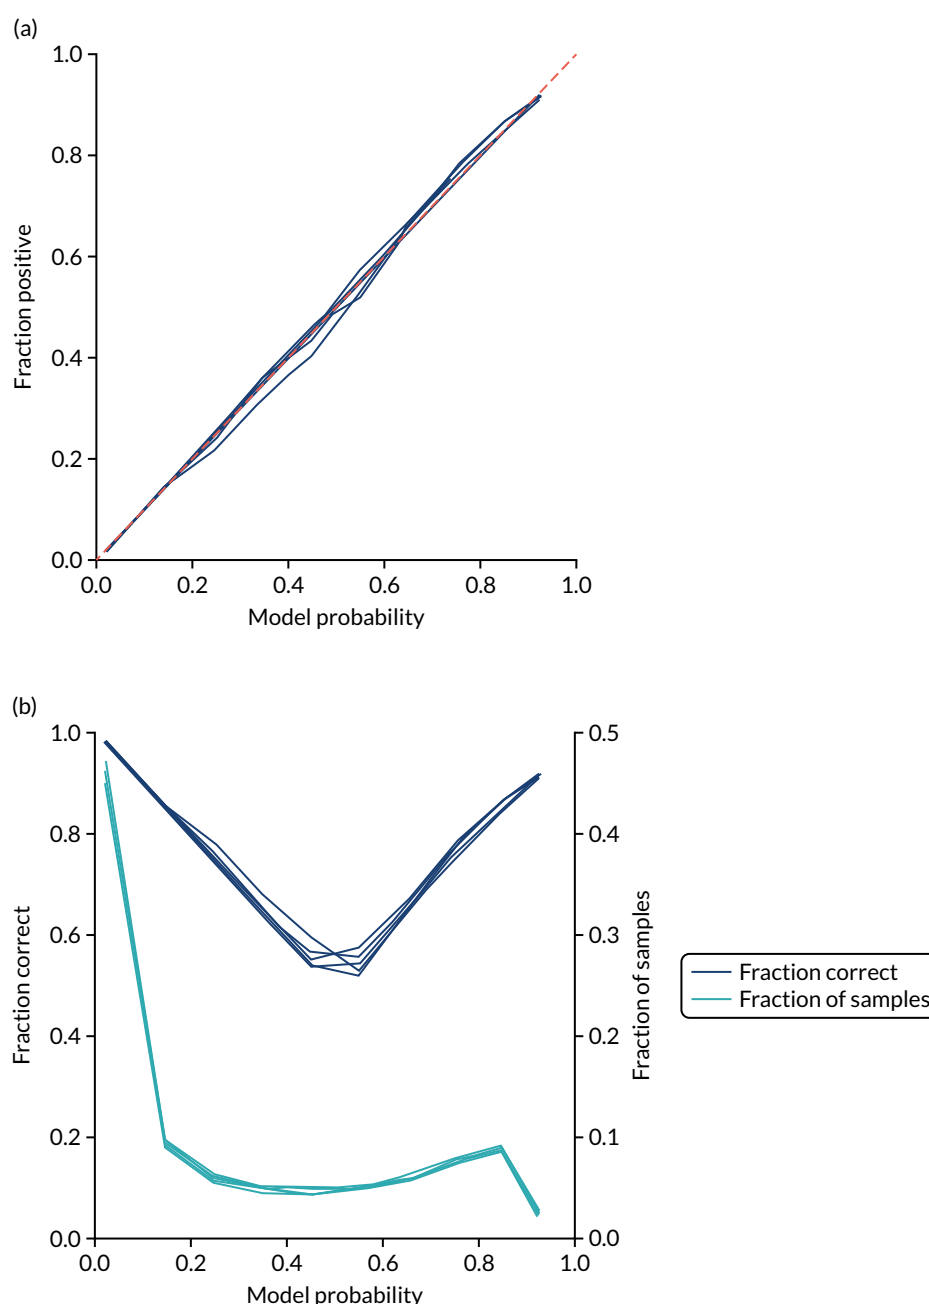 (a)
1.0
0.8
0.6
0.4
0.2
0.0
Fraction positive
0.0 0.2 0.4 0.6 0.8 1.0
Model probability
(b)
1.0 0.5
0.8 0.4
0.6 0.3
0.4 0.2
0.2 0.1
0.0 0.0
Fraction correct
Fraction of samples
Fraction correct
Fraction of samples
0.0 0.2 0.4 0.6 0.8 1.0
Model probability